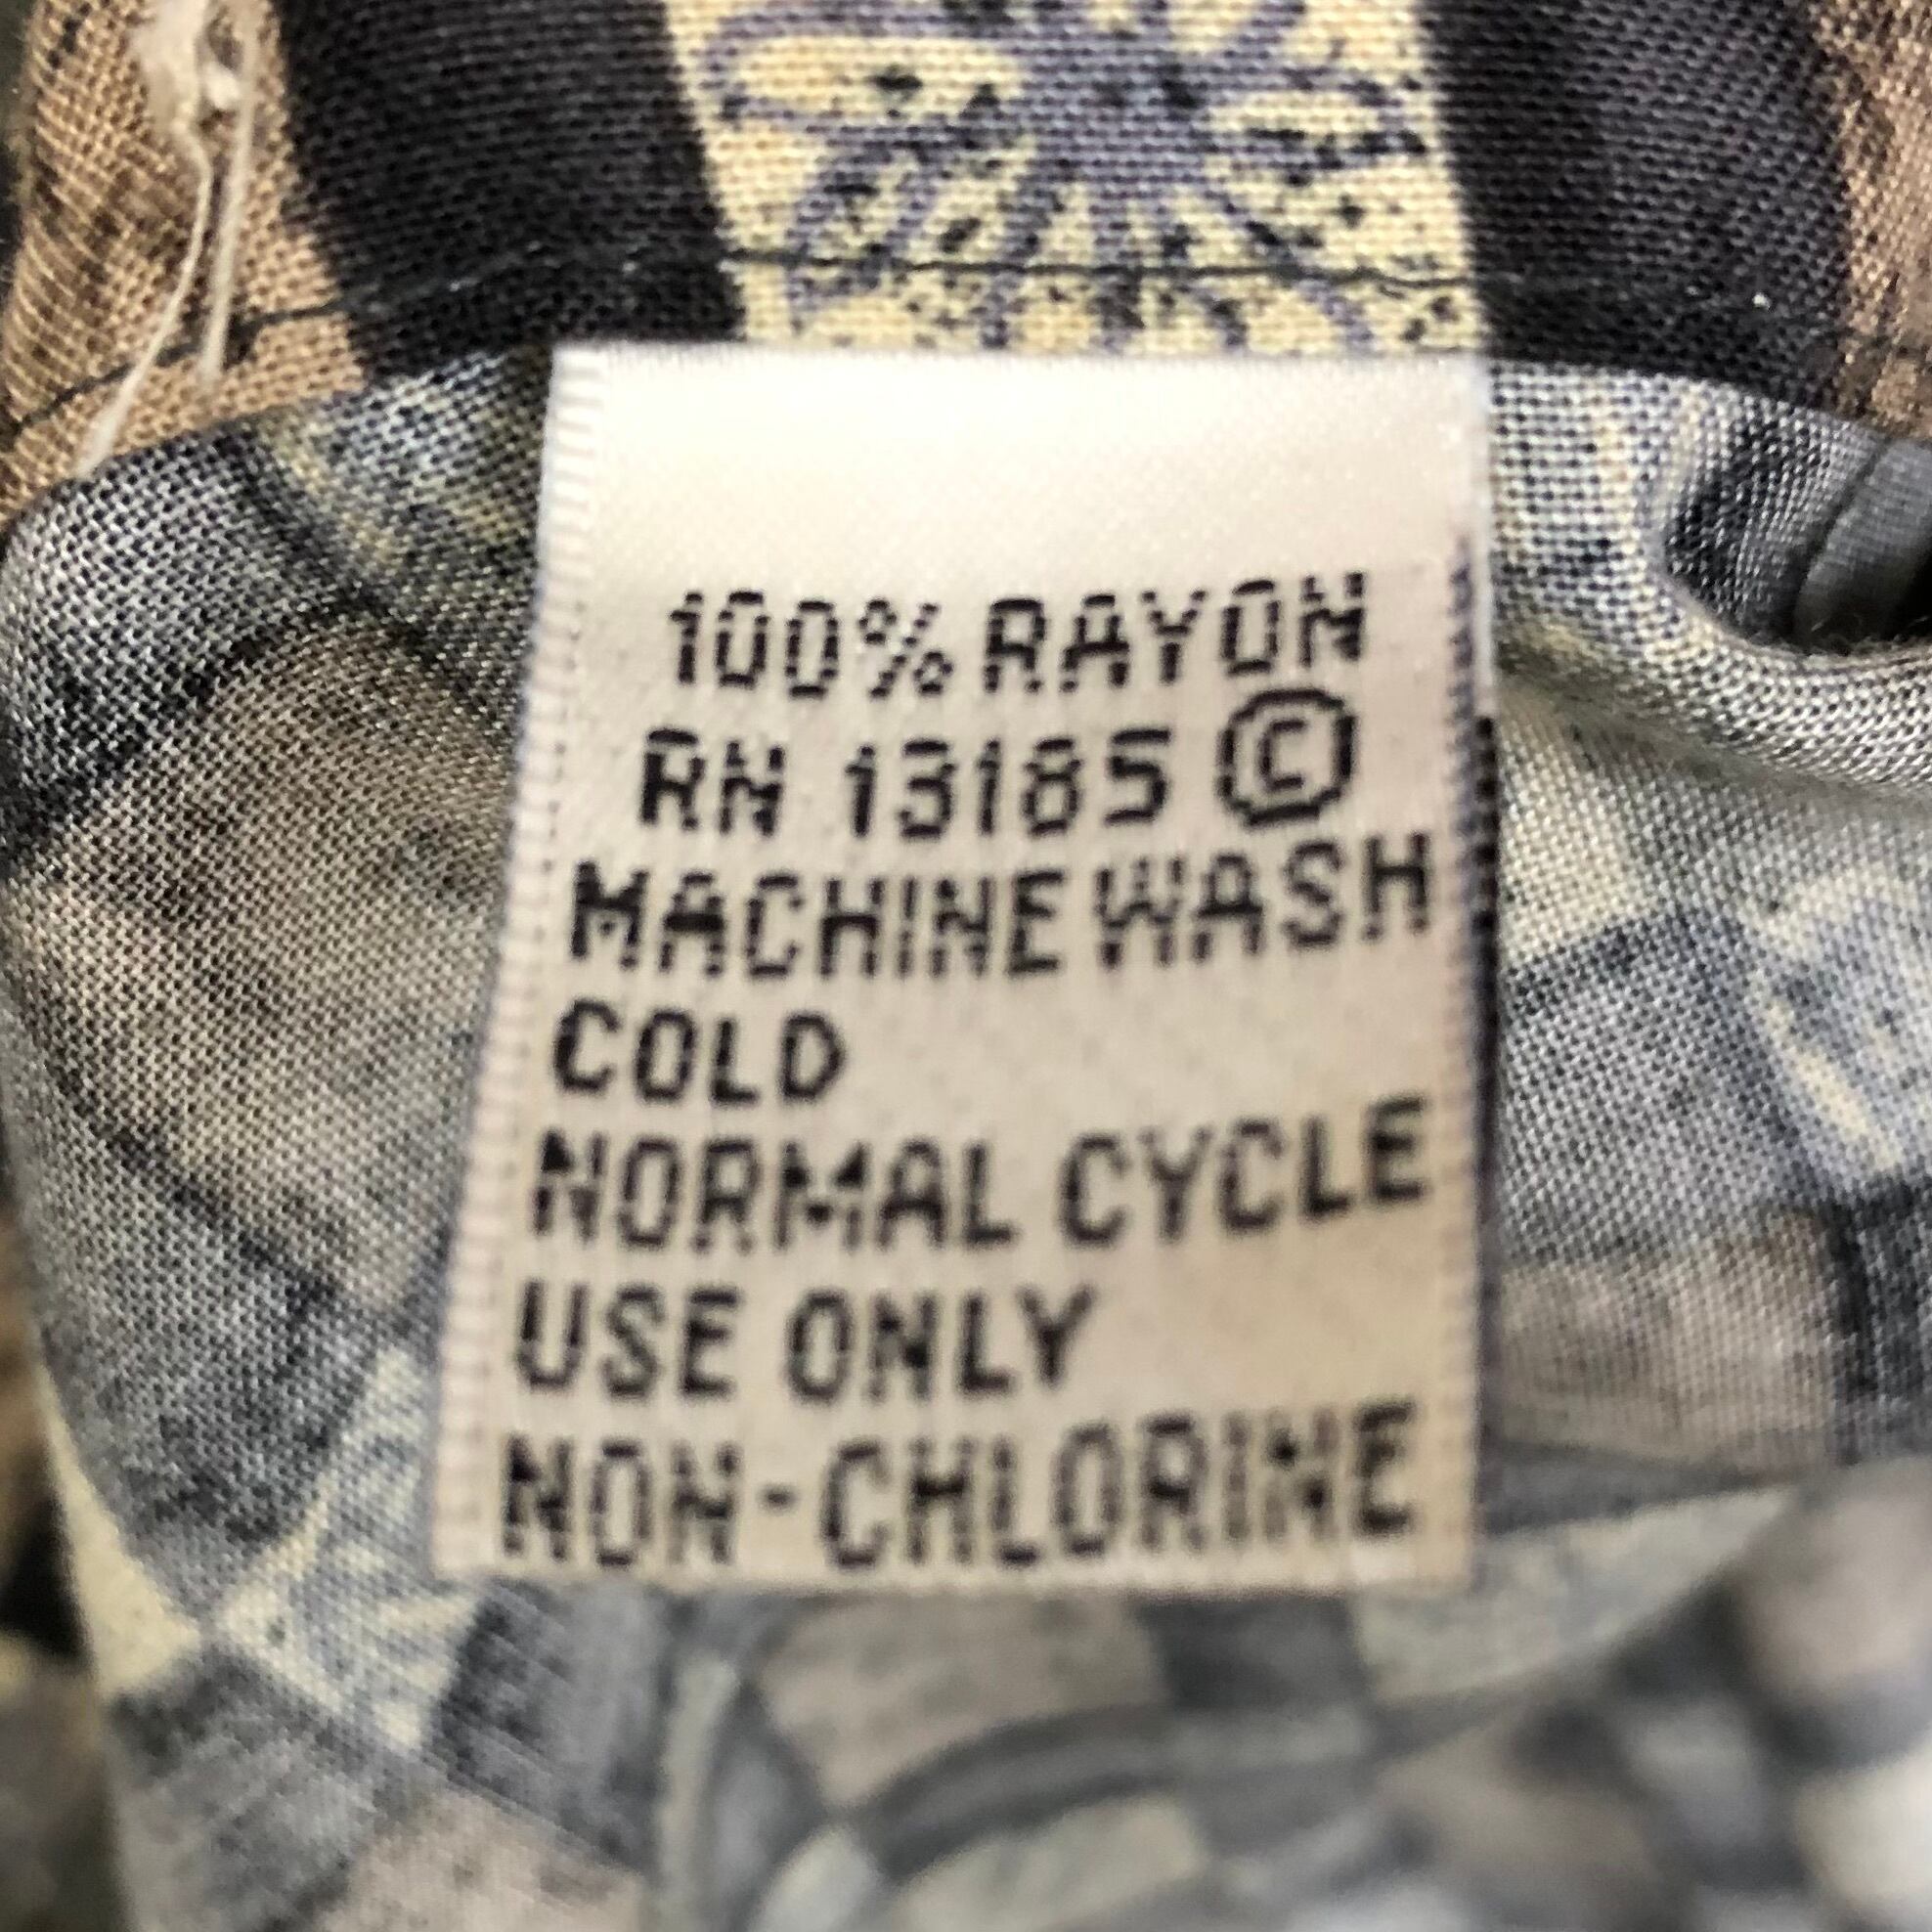 100% RAYON
RN 13185 ©
MACHINE WASH
COLD
NORMAL CYCLE
USE ONLY
NON-CHLORINE